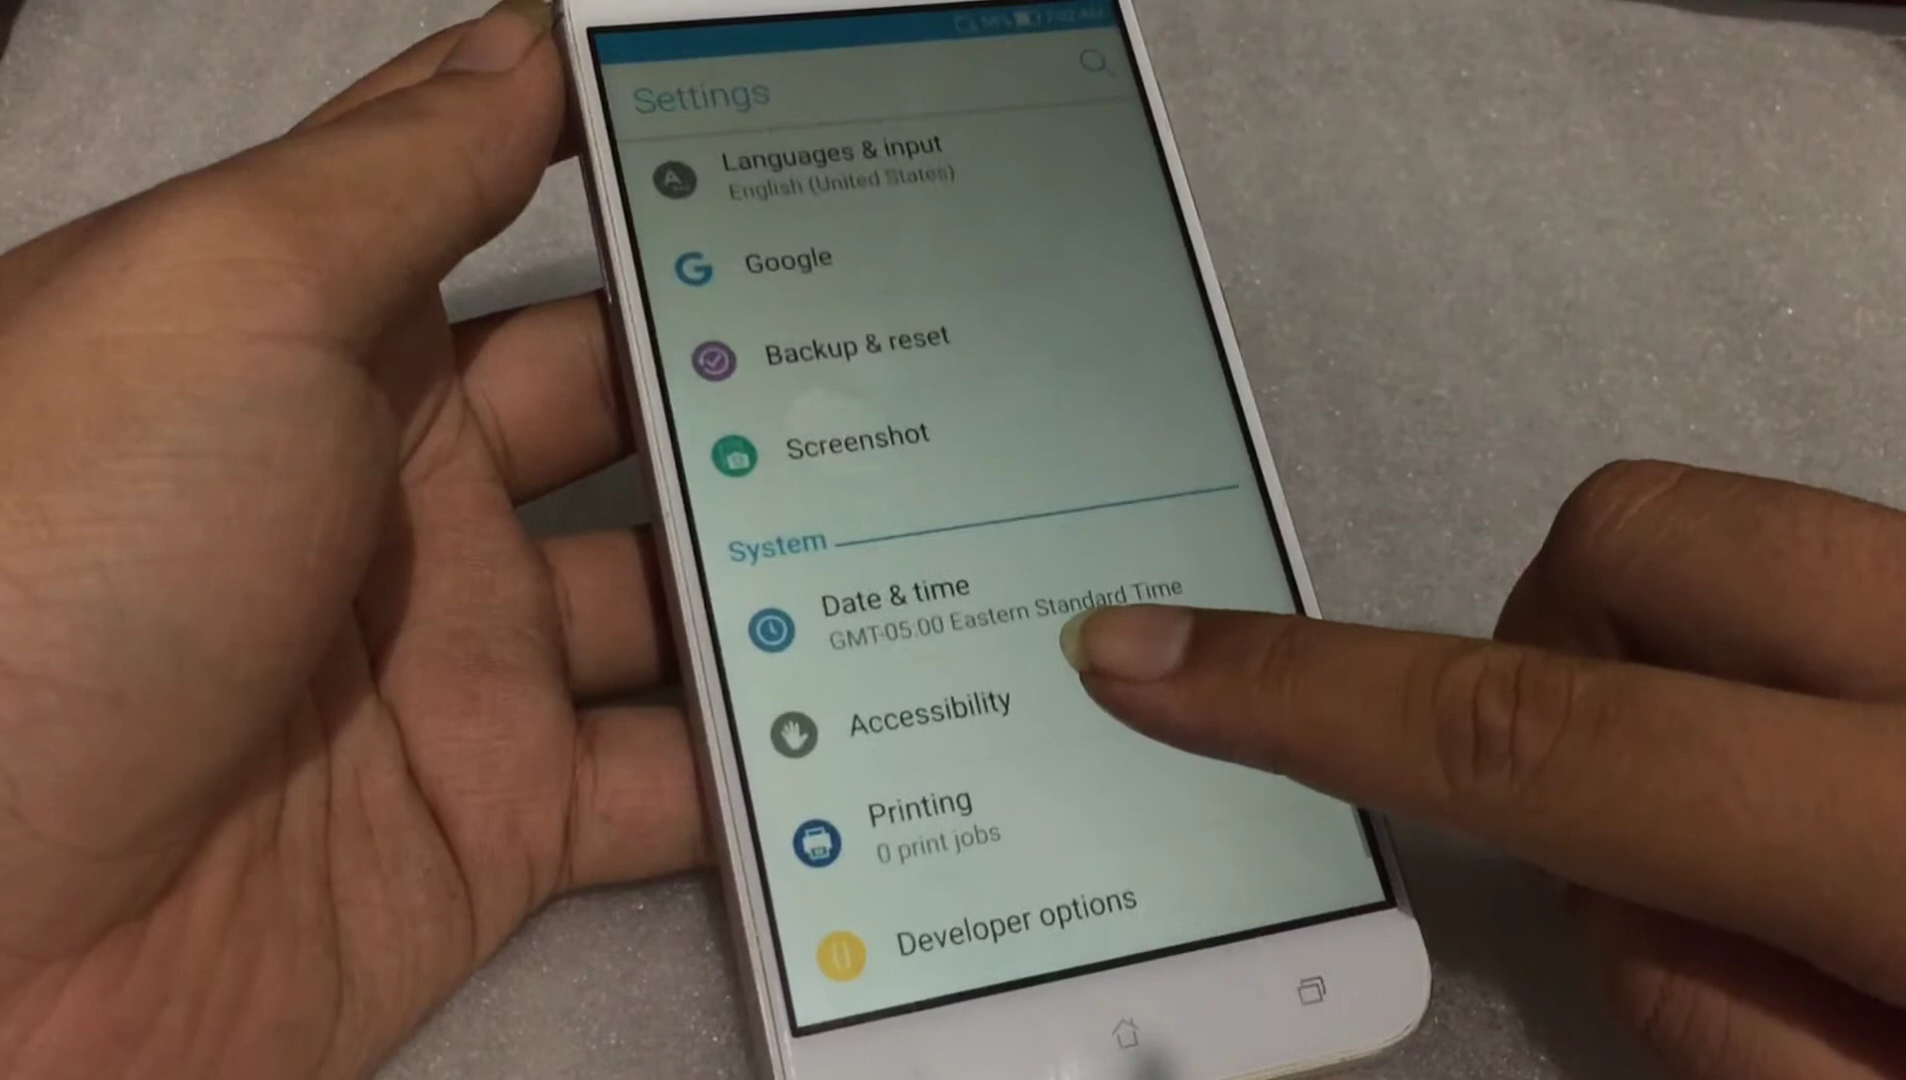 Settings
Languages & input
English (United States)
Google
Backup & reset
Screenshot
System
Date & time
GMT-05:00 Eastern Standard Time
Accessibility
Printing
0 print jobs
Developer options